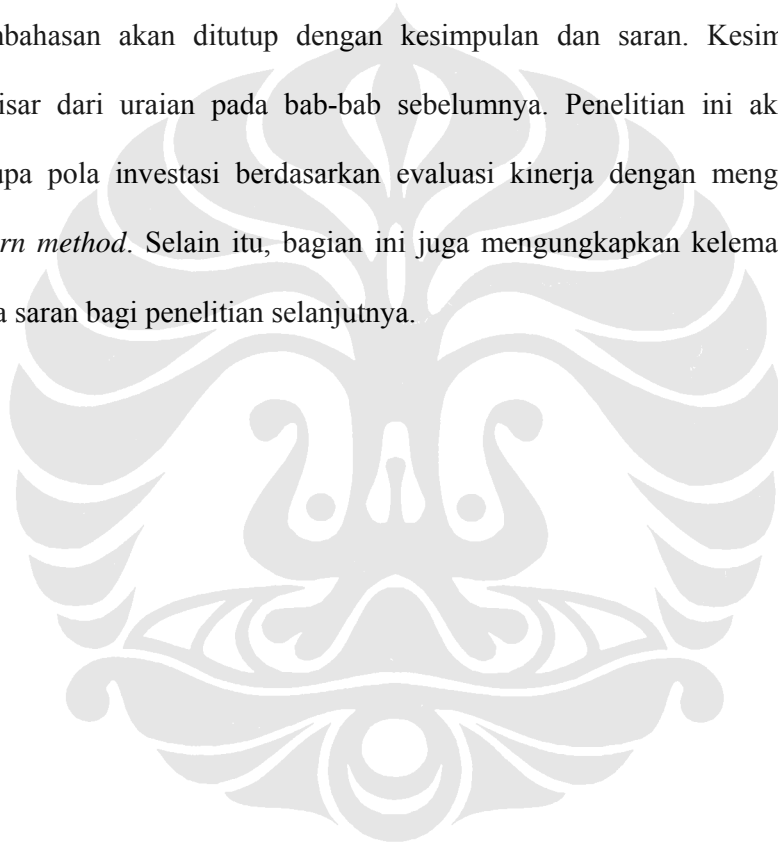 mbahasan akan ditutup dengan kesimpulan dan saran. Kesim
isar dari uraian pada bab-bab sebelumnya. Penelitian ini ak
upa pola investasi berdasarkan evaluasi kinerja dengan meng
rn method. Selain itu, bagian ini juga mengungkapkan kelema
a saran bagi penelitian selanjutnya.